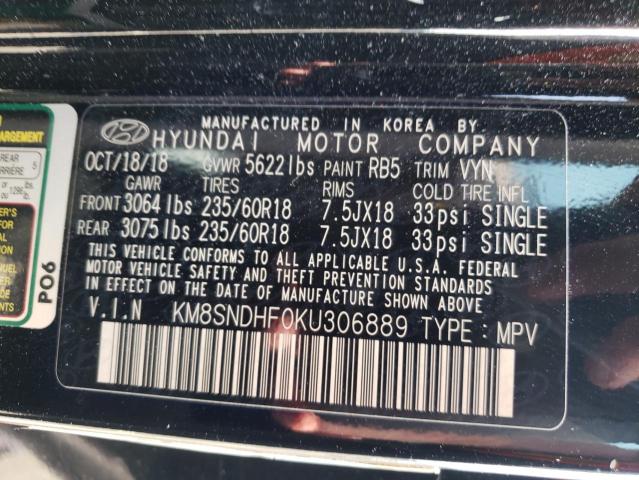 MANUFACTURED IN KOREA BY
HYUNDAI MOTOR COMPANY
OCT/18/18 GVWR 5622lbs PAINT RB5 TRIM VYN
GAWR TIRES RIMS COLD TIRE INFL
FRONT 3064 lbs 235/60R18 7.5JX18 33psi SINGLE
REAR 3075 lbs 235/60R18 7.5JX18 33psi SINGLE
THIS VEHICLE CONFORMS TO ALL APPLICABLE U.S.A. FEDERAL
MOTOR VEHICLE SAFETY AND THEFT PREVENTION STANDARDS
IN EFFECT ON THE DATE OF MANUFACTURE SHOWN ABOVE.
V.I.N KM8SNDHF0KU306889 TYPE : MPV
REAR 5
P06